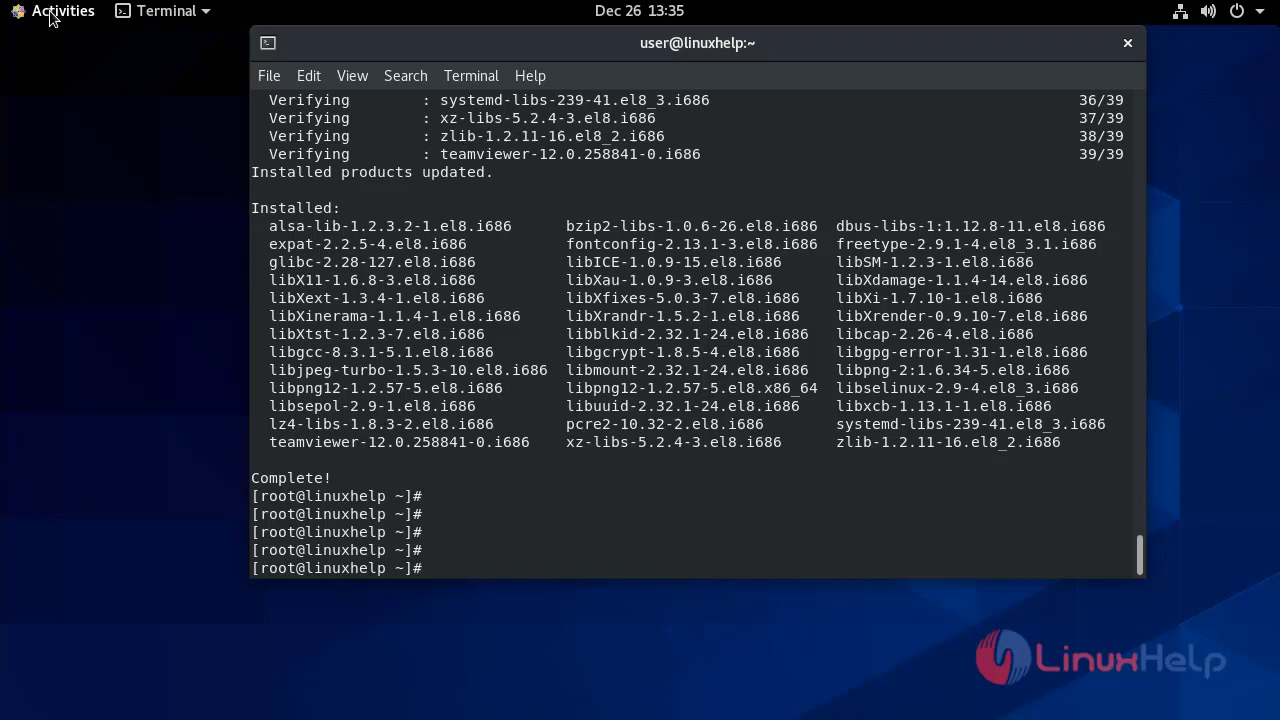 Activities Terminal Dec 26 13:35
user@linuxhelp:~
File Edit View Search Terminal Help
Verifying : systemd-libs-239-41.el8_3.i686 36/39
Verifying : xz-libs-5.2.4-3.el8.i686 37/39
Verifying : zlib-1.2.11-16.el8_2.i686 38/39
Verifying : teamviewer-12.0.258841-0.i686 39/39
Installed products updated.
Installed:
alsa-lib-1.2.3.2-1.el8.i686 bzip2-libs-1.0.6-26.el8.i686 dbus-libs-1:1.12.8-11.el8.i686
expat-2.2.5-4.el8.i686 fontconfig-2.13.1-3.el8.i686 freetype-2.9.1-4.el8_3.1.i686
glibc-2.28-127.el8.i686 libICE-1.0.9-15.el8.i686 libSM-1.2.3-1.el8.i686
libX11-1.6.8-3.el8.i686 libXau-1.0.9-3.el8.i686 libXdamage-1.1.4-14.el8.i686
libXext-1.3.4-1.el8.i686 libXfixes-5.0.3-7.el8.i686 libXi-1.7.10-1.el8.i686
libXinerama-1.1.4-1.el8.i686 libXrandr-1.5.2-1.el8.i686 libXrender-0.9.10-7.el8.i686
libXtst-1.2.3-7.el8.i686 libblkid-2.32.1-24.el8.i686 libcap-2.26-4.el8.i686
libgcc-8.3.1-5.1.el8.i686 libgcrypt-1.8.5-4.el8.i686 libgpg-error-1.31-1.el8.i686
libjpeg-turbo-1.5.3-10.el8.i686 libmount-2.32.1-24.el8.i686 libpng-2:1.6.34-5.el8.i686
libpng12-1.2.57-5.el8.i686 libpng12-1.2.57-5.el8.x86_64 libselinux-2.9-4.el8_3.i686
libsepol-2.9-1.el8.i686 libuuid-2.32.1-24.el8.i686 libxcb-1.13.1-1.el8.i686
lz4-libs-1.8.3-2.el8.i686 pcre2-10.32-2.el8.i686 systemd-libs-239-41.el8_3.i686
teamviewer-12.0.258841-0.i686 xz-libs-5.2.4-3.el8.i686 zlib-1.2.11-16.el8_2.i686
Complete!
[root@linuxhelp ~]#
[root@linuxhelp ~]#
[root@linuxhelp ~]#
[root@linuxhelp ~]#
[root@linuxhelp ~]#
LinuxHelp